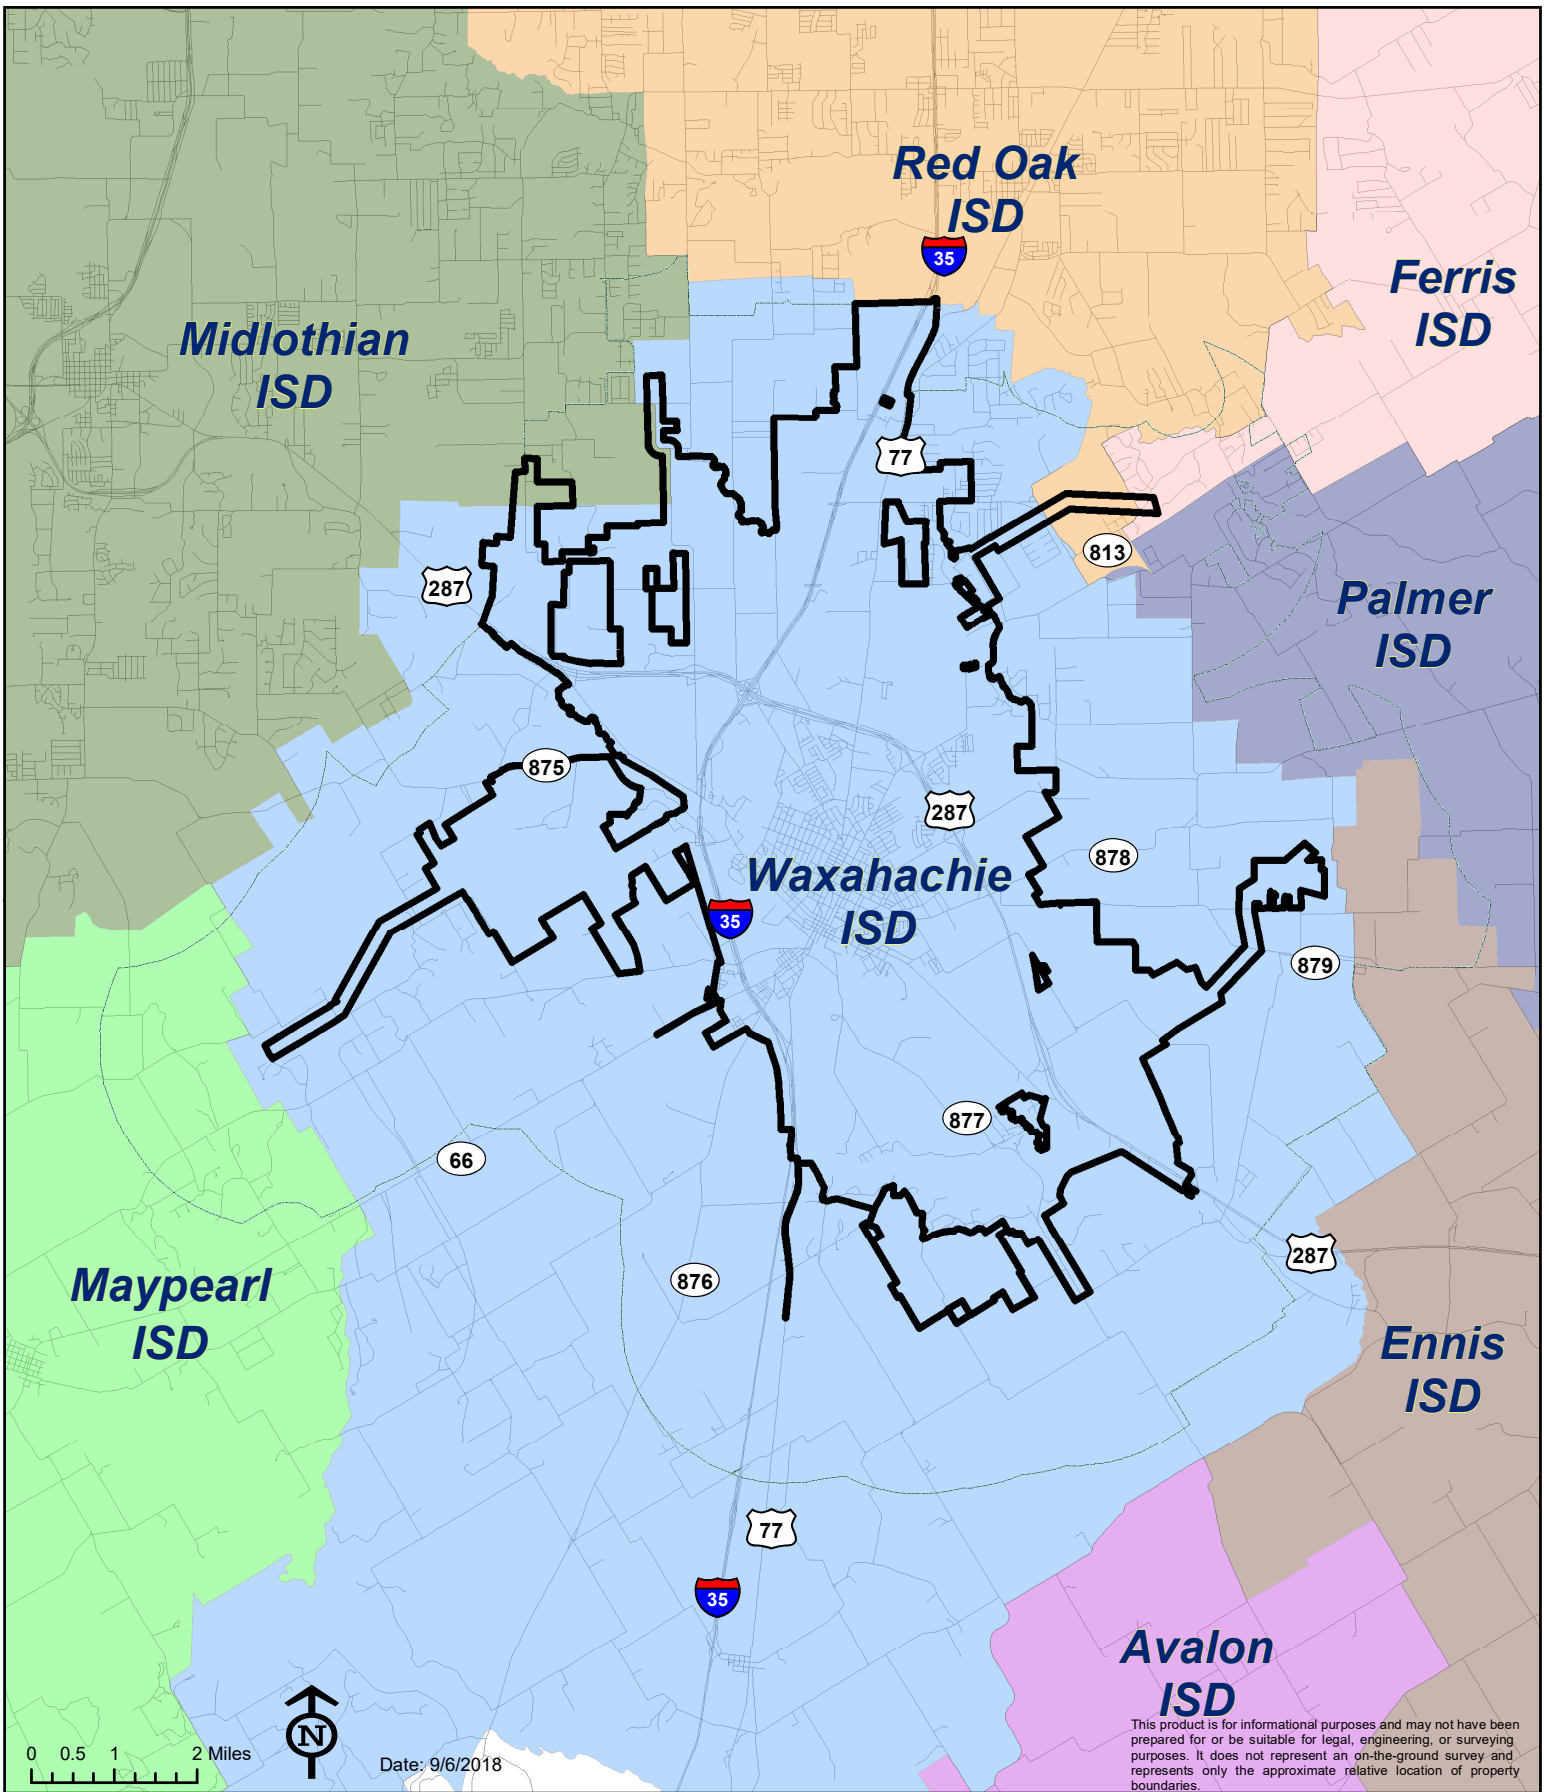 Red Oak
ISD
35
Ferris
ISD
Midlothian
ISD
77
813
287
Palmer
ISD
875
287
878
Waxahachie
ISD
35
879
877
66
287
876
Maypearl
ISD
Ennis
ISD
77
35
Avalon
ISD
This product is for informational purposes and may not have been
prepared for or be suitable for legal, engineering, or surveying
purposes. It does not represent an on-the-ground survey and
represents only the approximate relative location of property
boundaries.
N
0 0.5 1 2 Miles
Date: 9/6/2018